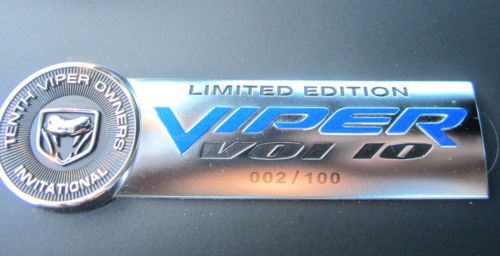 TENTH VIPER OWNERS
INVITATIONAL
LIMITED EDITION
VIPER
VOI 10
002/100